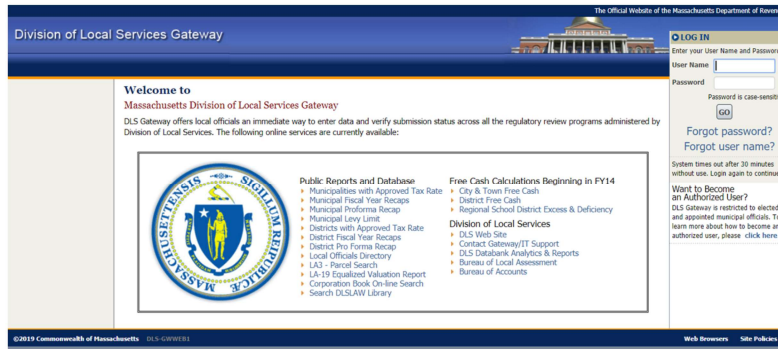 The Official Website of the Massachusetts Department of
Division of Local Services Gateway
LOG IN
Enter your User Name and
User Name
Password
Password is
GO
Forgot password?
Forgot user name?
System times out after 30 minutes
without use. Login again to
Want to Become
an Authorized User?
DLS Gateway is restricted to elected
and appointed municipal officials.
learn more about how to become
authorized user, please click here
Welcome to
Massachusetts Division of Local Services Gateway
DLS Gateway offers local officials an immediate way to enter data and verify submission status across all the regulatory review programs administered by
Division of Local Services. The following online services are currently available:
SIGILLUM REIPUBLICÆ MASSACHUSETTENSIS
Public Reports and Database
Municipalities with Approved Tax Rate
Municipal Fiscal Year Recaps
Municipal Proforma Recap
Municipal Levy Limit
Districts with Approved Tax Rate
District Fiscal Year Recaps
District Pro Forma Recap
Local Officials Directory
LA3 - Parcel Search
LA-19 Equalized Valuation Report
Corporation Book On-line Search
Search DLSLAW Library
Free Cash Calculations Beginning in FY14
City & Town Free Cash
District Free Cash
Regional School District Excess & Deficiency
Division of Local Services
DLS Web Site
Contact Gateway/IT Support
DLS Databank Analytics & Reports
Bureau of Local Assessment
Bureau of Accounts
©2019 Commonwealth of Massachusetts DLS-GWWEB1
Web Browsers Site Policies